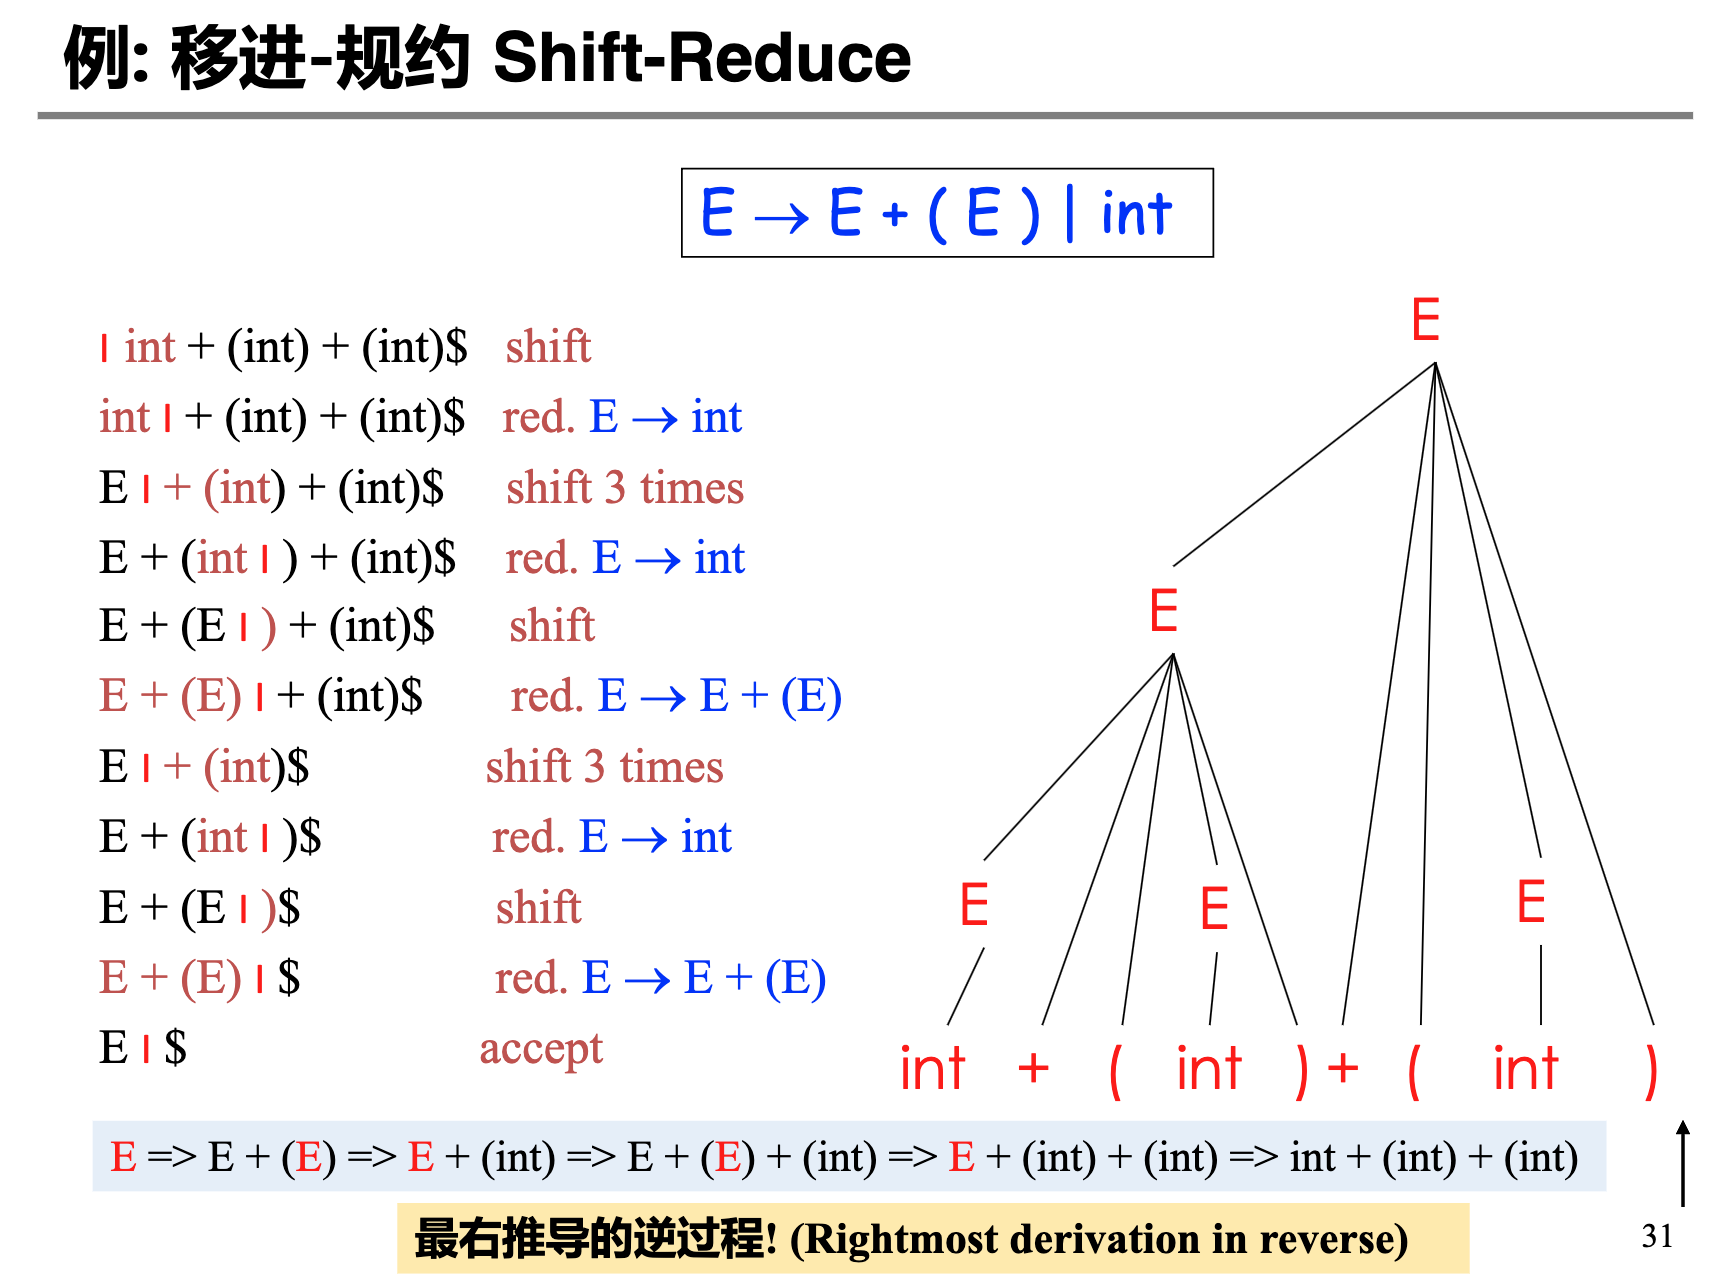 例: 移进-规约 Shift-Reduce
E → E + ( E ) | int
| int + (int) + (int)$ shift
int | + (int) + (int)$ red. E → int
E | + (int) + (int)$ shift 3 times
E + (int | ) + (int)$ red. E → int
E + (E | ) + (int)$ shift
E + (E) | + (int)$ red. E → E + (E)
E | + (int)$ shift 3 times
E + (int | )$ red. E → int
E + (E | )$ shift
E + (E) | $ red. E → E + (E)
E | $ accept
E
E
E E E
int + ( int ) + ( int )
E => E + (E) => E + (int) => E + (E) + (int) => E + (int) + (int) => int + (int) + (int)
最右推导的逆过程! (Rightmost derivation in reverse)
31